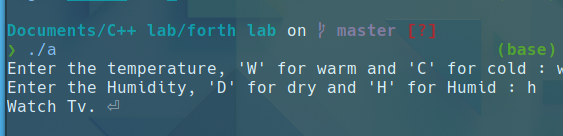 Documents/C++ lab/forth lab on master [?]
❯ ./a (base)
Enter the temperature, 'W' for warm and 'C' for cold : w
Enter the Humidity, 'D' for dry and 'H' for Humid : h
Watch Tv. ⏎